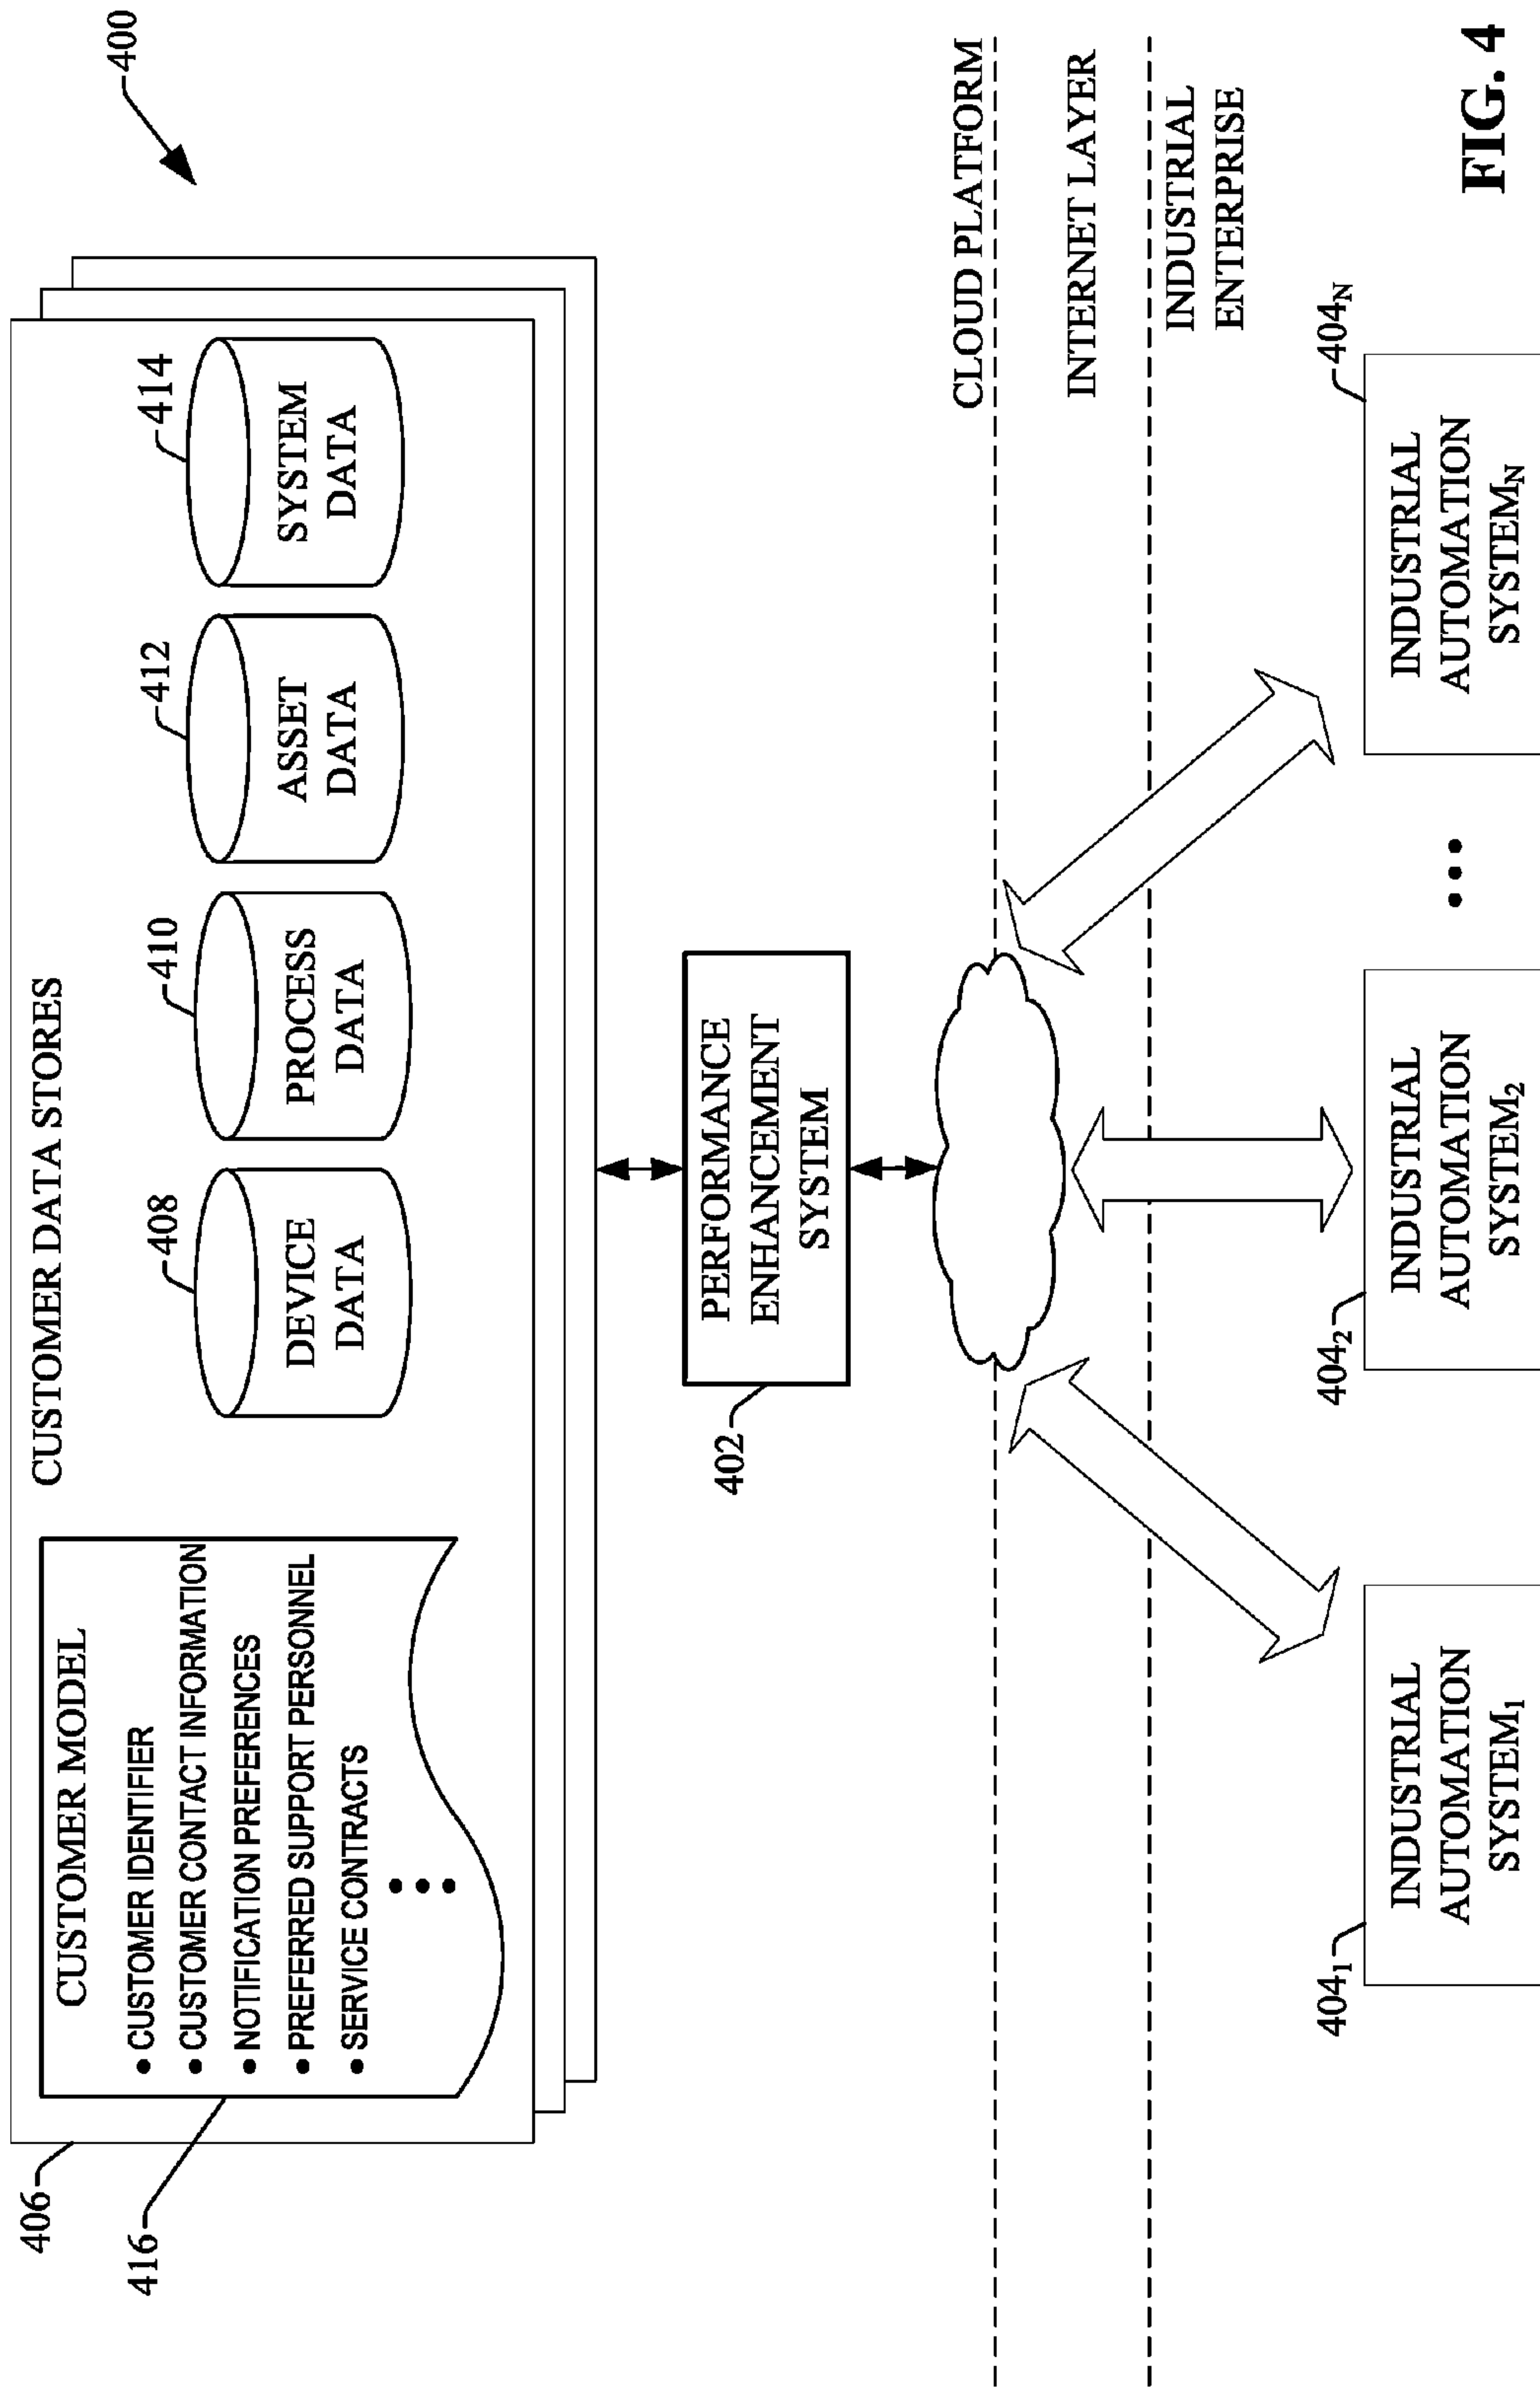 400
406
CUSTOMER DATA STORES
416
CUSTOMER MODEL
• CUSTOMER IDENTIFIER
• CUSTOMER CONTACT INFORMATION
• NOTIFICATION PREFERENCES
• PREFERRED SUPPORT PERSONNEL
• SERVICE CONTRACTS
408
DEVICE
DATA
410
PROCESS
DATA
412
ASSET
DATA
414
SYSTEM
DATA
402
PERFORMANCE
ENHANCEMENT
SYSTEM
CLOUD PLATFORM
INTERNET LAYER
INDUSTRIAL
ENTERPRISE
404₁
INDUSTRIAL
AUTOMATION
SYSTEM₁
404₂
INDUSTRIAL
AUTOMATION
SYSTEM₂
...
404N
INDUSTRIAL
AUTOMATION
SYSTEMN
FIG. 4